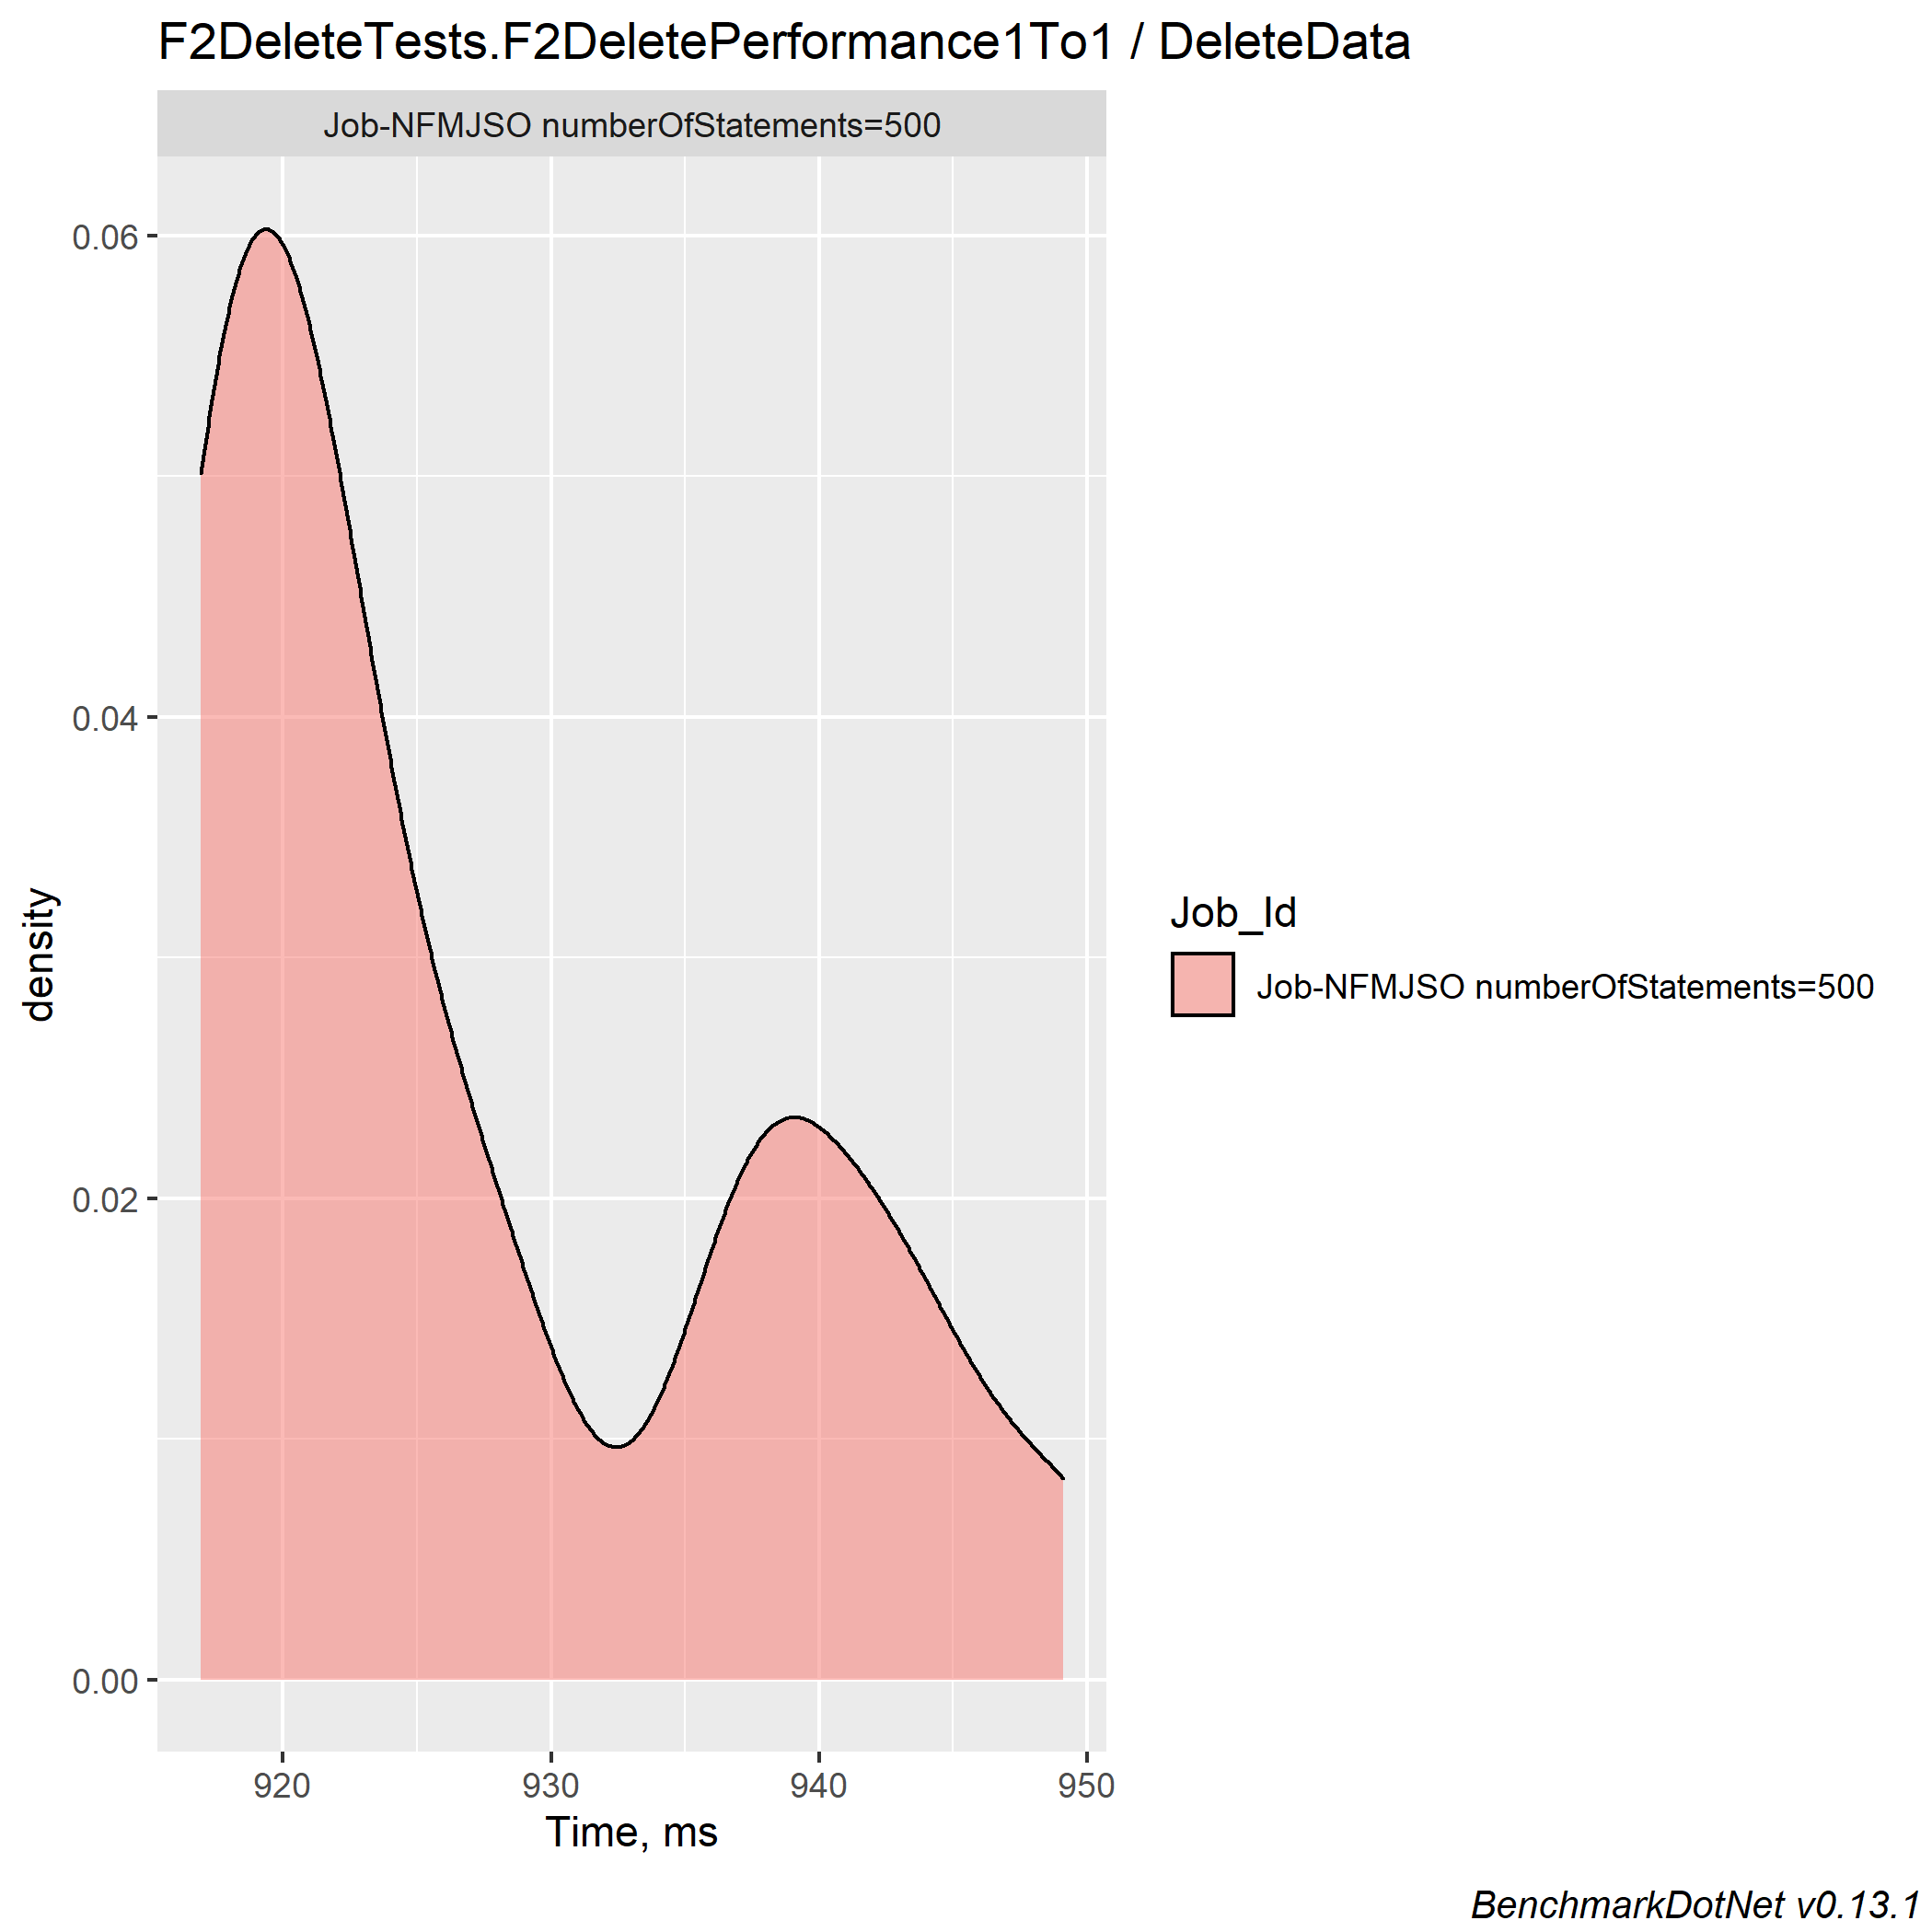 F2DeleteTests.F2DeletePerformance1To1 / DeleteData
Job-NFMJSO numberOfStatements=500
0.06
0.04
0.02
0.00
density
920 930 940 950
Time, ms
Job_Id
Job-NFMJSO numberOfStatements=500
BenchmarkDotNet v0.13.1